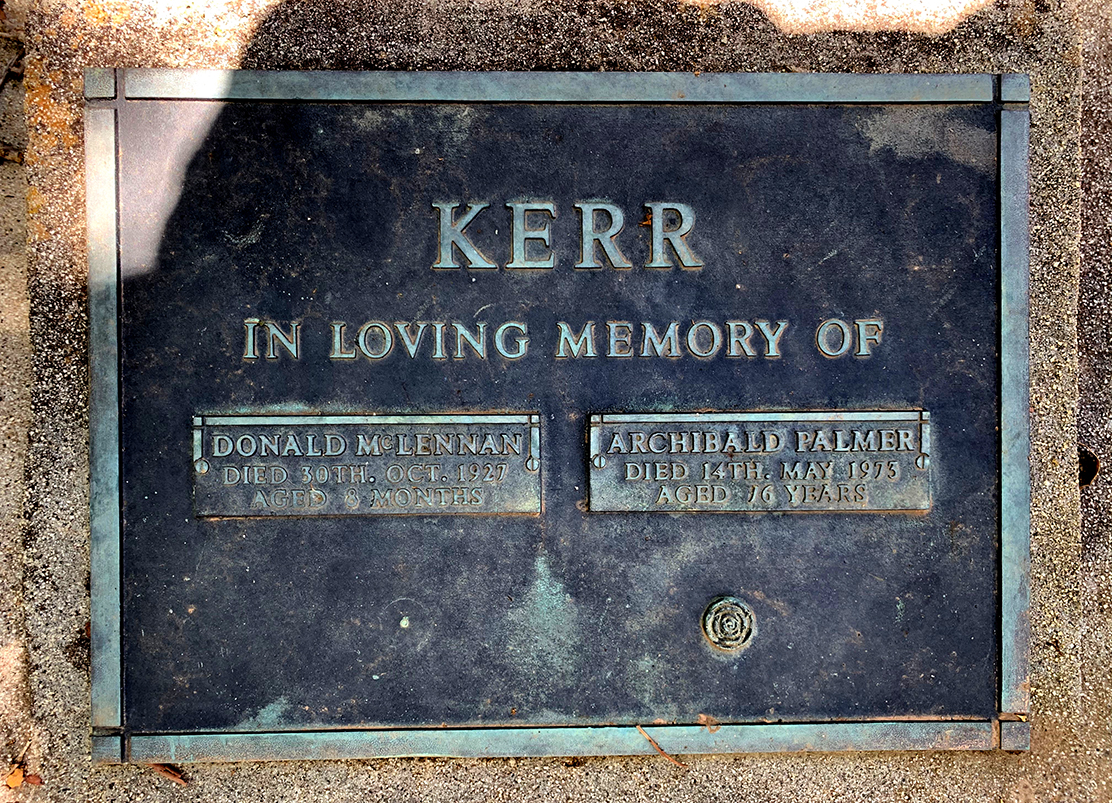 KERR
IN LOVING MEMORY OF
DONALD McLENNAN
DIED 30TH. OCT. 1927
AGED 8 MONTHS
ARCHIBALD PALMER
DIED 14TH. MAY 1973
AGED 76 YEARS